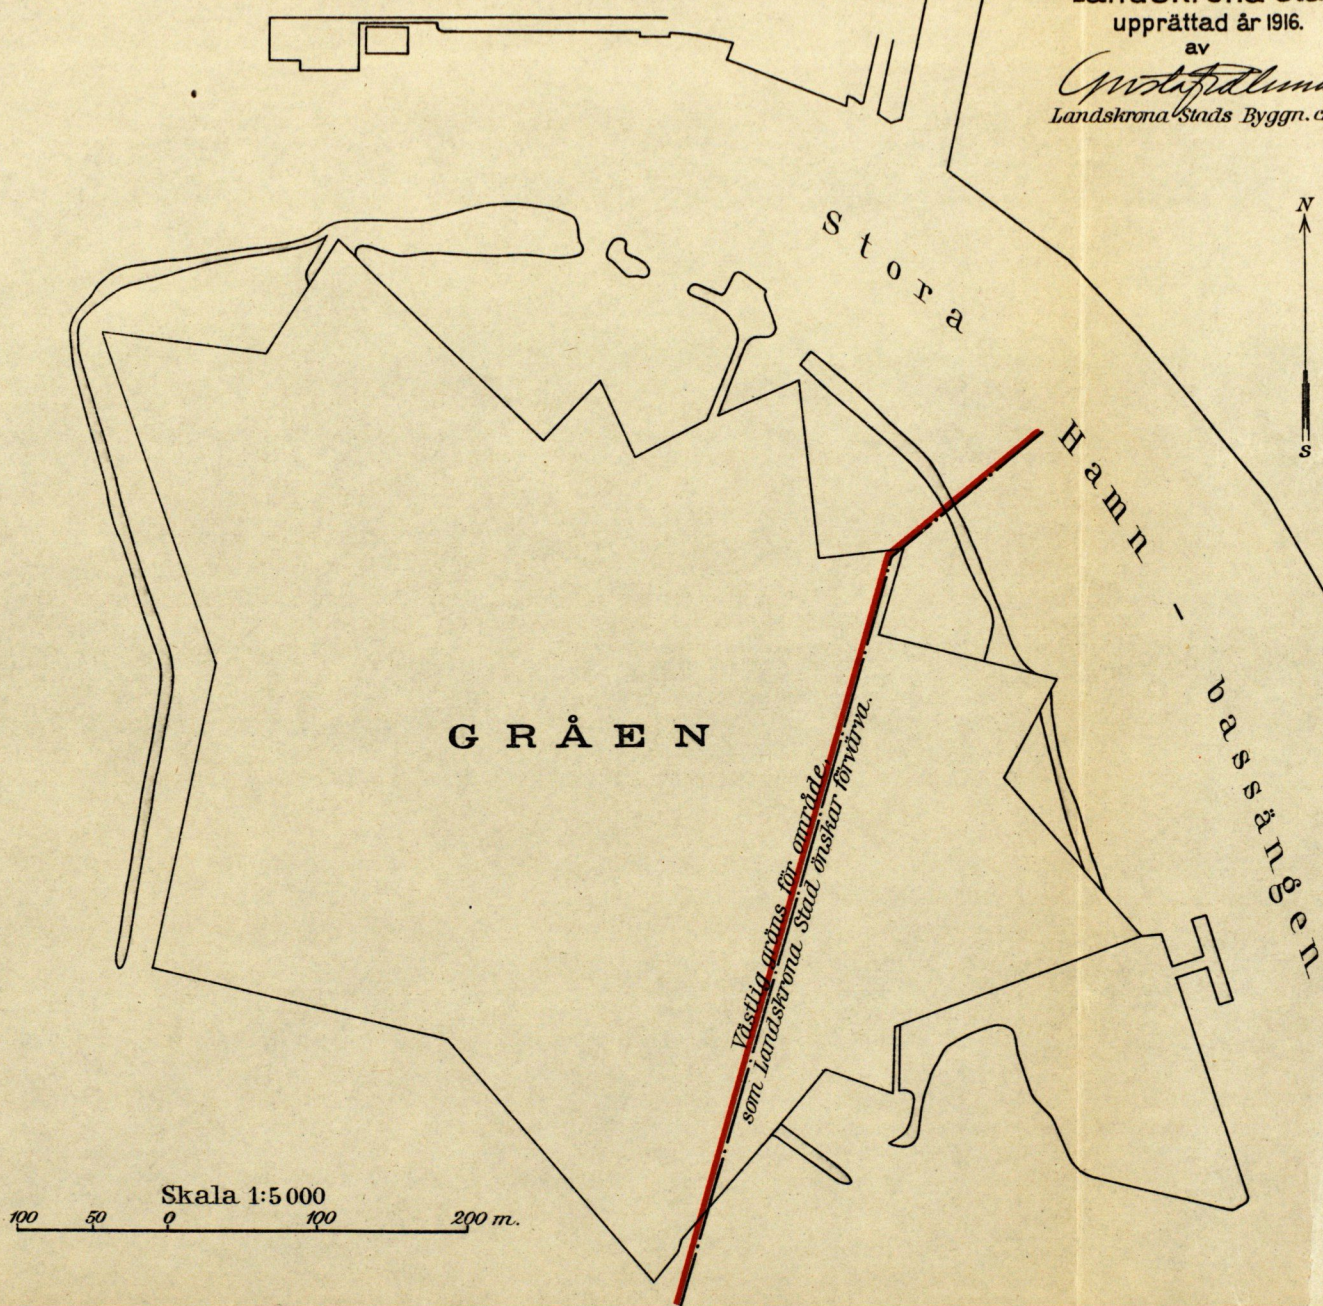 upprättad år 1916.
av
Landskrona Stads Byggn.
N
S
Stora
Hamn - bassängen
GRÅEN
Västlig gräns för område,
som Landskrona Stad önskar förvärva.
Skala 1:5000
100 50 0 100 200 m.